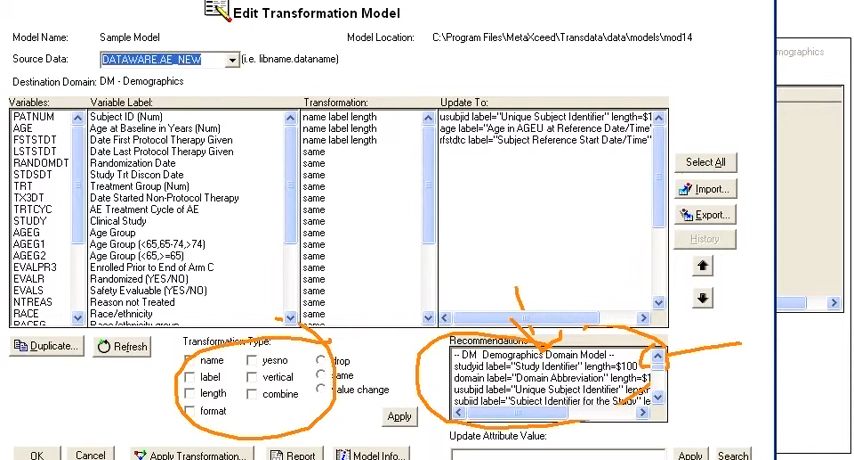 Edit Transformation Model
Model Name: Sample Model Model Location: C:\Program Files\MetaXceed\Transdata\data\models\mod14
Source Data: DATAWARE.AE_NEW (i.e. libname.dataname)
Destination Domain: DM - Demographics
Variables: Variable Label: Transformation: Update To:
PATNUM Subject ID (Num) name label length usubjid label="Unique Subject Identifier" length=$1
AGE Age at Baseline in Years (Num) name label length age label="Age in AGEU at Reference Date/Time"
FSTSTDT Date First Protocol Therapy Given name label length rfstdtc label="Subject Reference Start Date/Time"
LSTSTDT Date Last Protocol Therapy Given same
RANDOMDT Randomization Date same
STDSDT Study Trt Discon Date same
TRT Treatment Group (Num) same
TX3DT Date Started Non-Protocol Therapy same
TRTCYC AE Treatment Cycle of AE same
STUDY Clinical Study same
AGEG Age Group same
AGEG1 Age Group (<65,65-74,>74) same
AGEG2 Age Group (<65,>=65) same
EVALPR3 Enrolled Prior to End of Arm C same
EVALR Randomized (YES/NO) same
EVALS Safety Evaluable (YES/NO) same
NTREAS Reason not Treated same
RACE Race/ethnicity same
RACEG Race/ethnicity group
Select All
Import...
Export...
History
mographics
Duplicate... Refresh
Transformation Type:
name yesno drop
label vertical same
length combine value change
format
Apply
Recommendations
-- DM Demographics Domain Model --
studyid label="Study Identifier" length=$100
domain label="Domain Abbreviation" length=$1
usubjid label="Unique Subject Identifier"
subjid label="Subject Identifier for the Study" le
Update Attribute Value:
OK Cancel Apply Transformation... Report Model Info... Apply Search